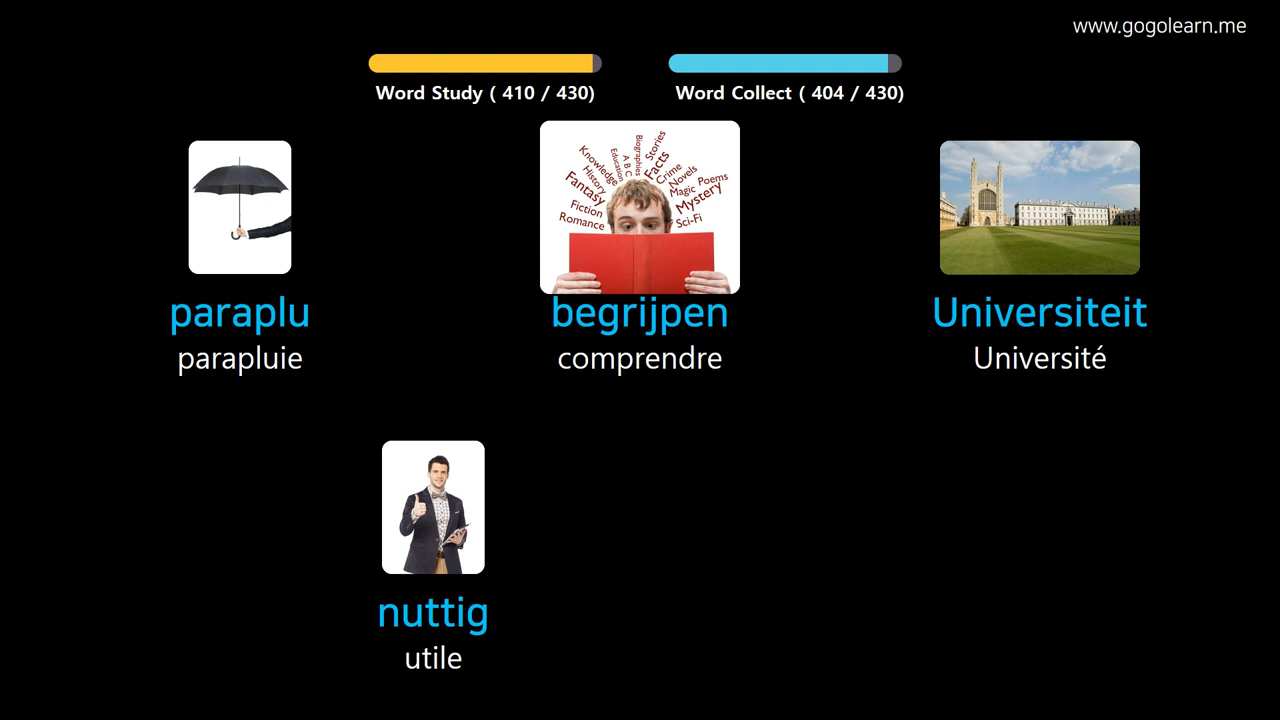 www.gogolearn.me
Word Study ( 410 / 430)
Word Collect ( 404 / 430)
Stories
Biographies
Facts
A B C
Education
Knowledge
Crime
Novels
History
Poems
Magic
Fantasy
Mystery
Fiction
Sci-Fi
Romance
paraplu
parapluie
begrijpen
comprendre
Universiteit
Université
nuttig
utile